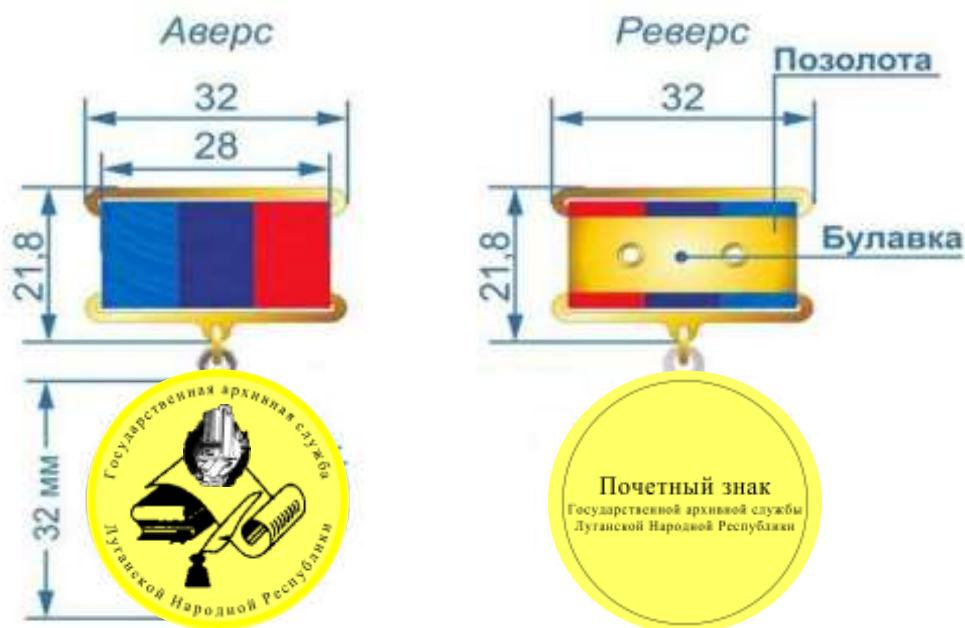 Аверс
Реверс
Позолота
32
28
32
21,8
21,8
Булавка
32 мм
Государственная архивная служба
Луганской Народной Республики
Почетный знак
Государственной архивной службы
Луганской Народной Республики